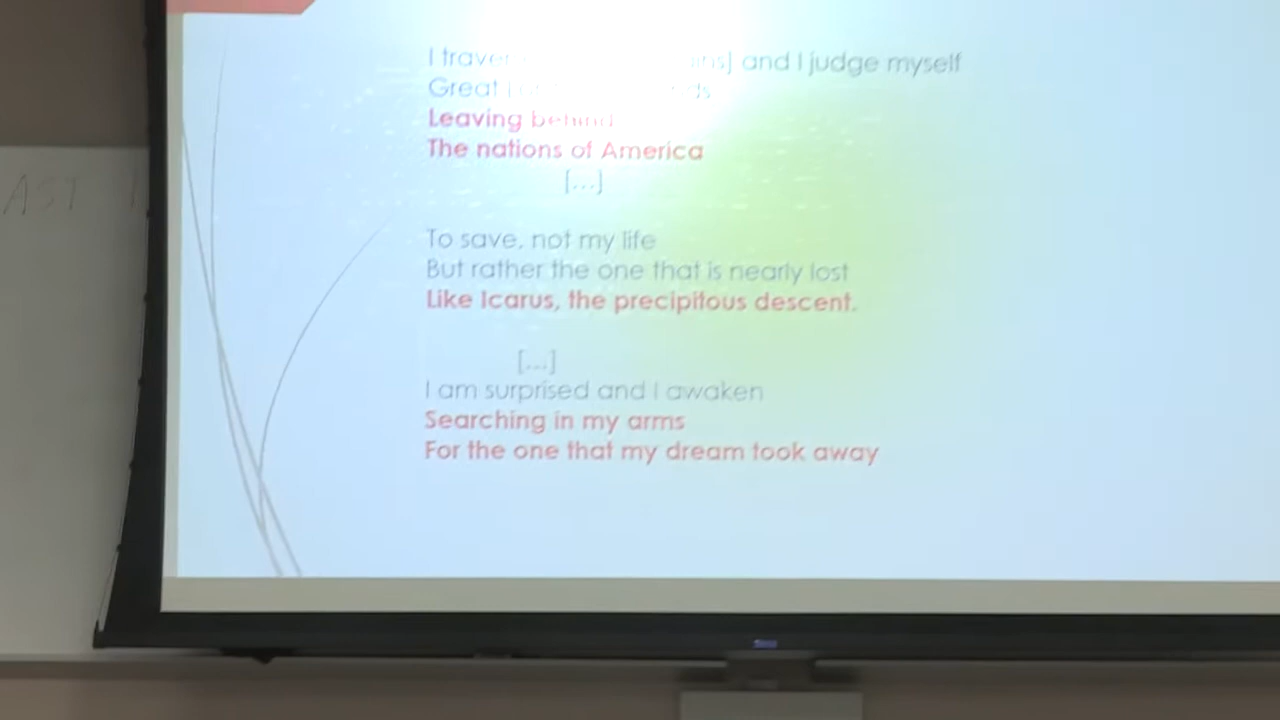 I and I judge myself
Great
Leaving behind
The nations of America
[...]
To save, not my life
But rather the one that is nearly lost
Like Icarus, the precipitous descent.
[...]
I am surprised and I awaken
Searching in my arms
For the one that my dream took away
AST